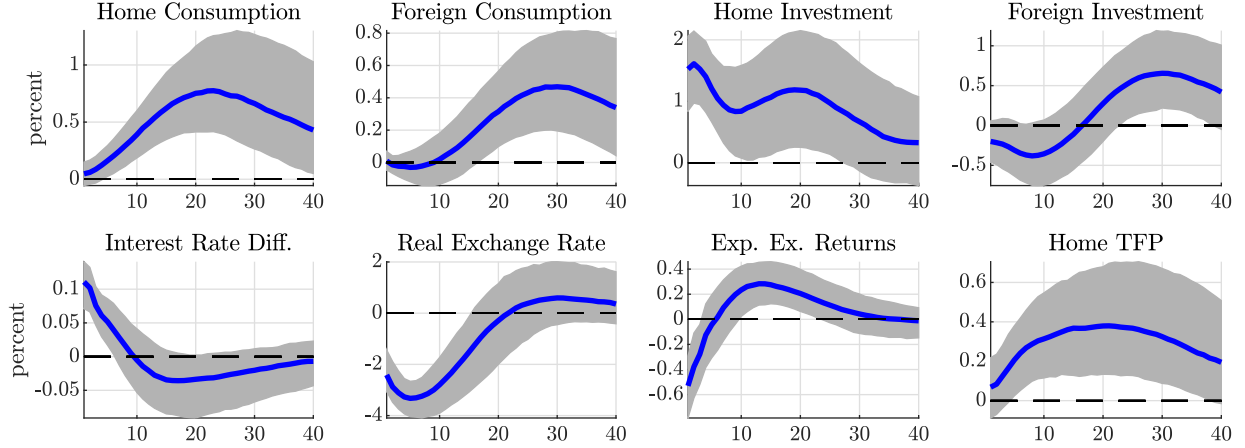 Home Consumption
percent
1
0.5
0
10 20 30 40
Foreign Consumption
0.8
0.6
0.4
0.2
0
10 20 30 40
Home Investment
2
1
0
10 20 30 40
Foreign Investment
1
0.5
0
-0.5
10 20 30 40
Interest Rate Diff.
percent
0.1
0.05
0
-0.05
10 20 30 40
Real Exchange Rate
2
0
-2
-4
10 20 30 40
Exp. Ex. Returns
0.4
0.2
0
-0.2
-0.4
-0.6
10 20 30 40
Home TFP
0.6
0.4
0.2
0
10 20 30 40